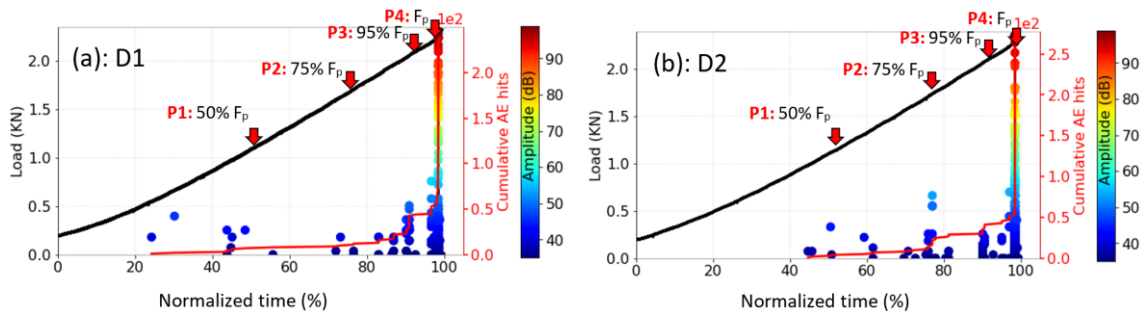 (a): D1
P1: 50% Fp
P2: 75% Fp
P3: 95% Fp
P4: Fp
1e2
Load (KN)
0.0
0.5
1.0
1.5
2.0
0
20
40
60
80
100
Normalized time (%)
Cumulative AE hits
0.0
0.5
1.0
1.5
2.0
Amplitude (dB)
40
50
60
70
80
90
(b): D2
P1: 50% Fp
P2: 75% Fp
P3: 95% Fp
P4: Fp
1e2
Load (KN)
0.0
0.5
1.0
1.5
2.0
0
20
40
60
80
100
Normalized time (%)
Cumulative AE hits
0.0
0.5
1.0
1.5
2.0
2.5
Amplitude (dB)
40
50
60
70
80
90